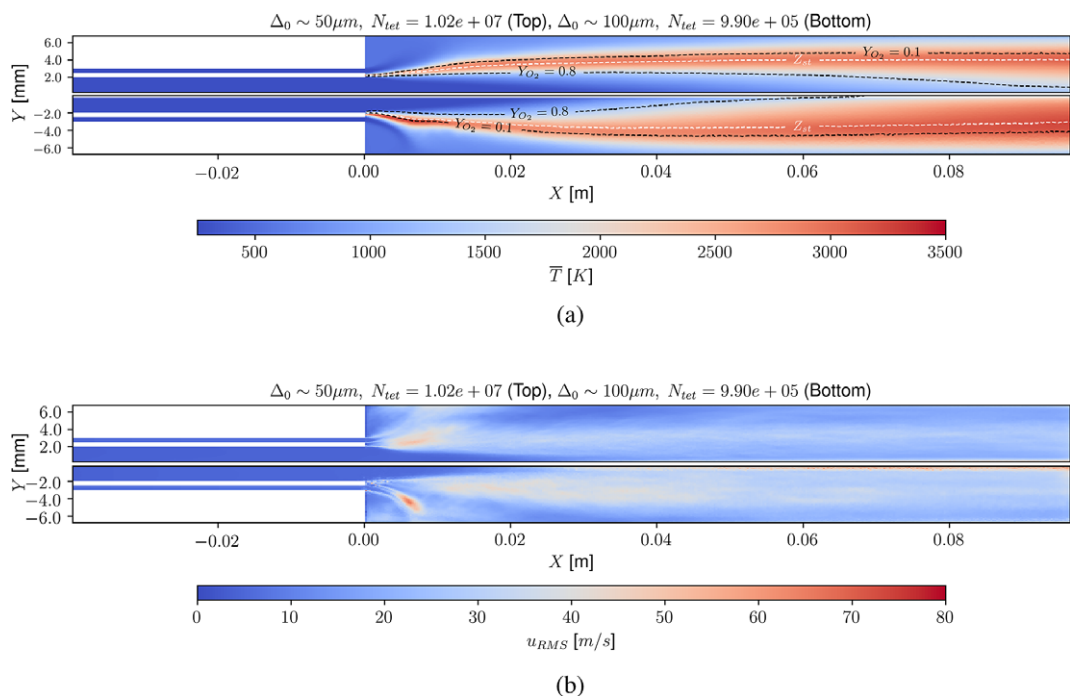 Δ₀ ∼ 50μm, N_tet = 1.02e + 07 (Top), Δ₀ ∼ 100μm, N_tet = 9.90e + 05 (Bottom)
6.0
4.0
2.0
−2.0
−4.0
−6.0
Y [mm]
Y_O₂ = 0.1
Z_st
Y_O₂ = 0.8
Y_O₂ = 0.8
Y_O₂ = 0.1
Z_st
−0.02 0.00 0.02 0.04 0.06 0.08
X [m]
500 1000 1500 2000 2500 3000 3500
T̅ [K]
(a)
Δ₀ ∼ 50μm, N_tet = 1.02e + 07 (Top), Δ₀ ∼ 100μm, N_tet = 9.90e + 05 (Bottom)
6.0
4.0
2.0
−2.0
−4.0
−6.0
Y [mm]
−0.02 0.00 0.02 0.04 0.06 0.08
X [m]
0 10 20 30 40 50 60 70 80
u_RMS [m/s]
(b)